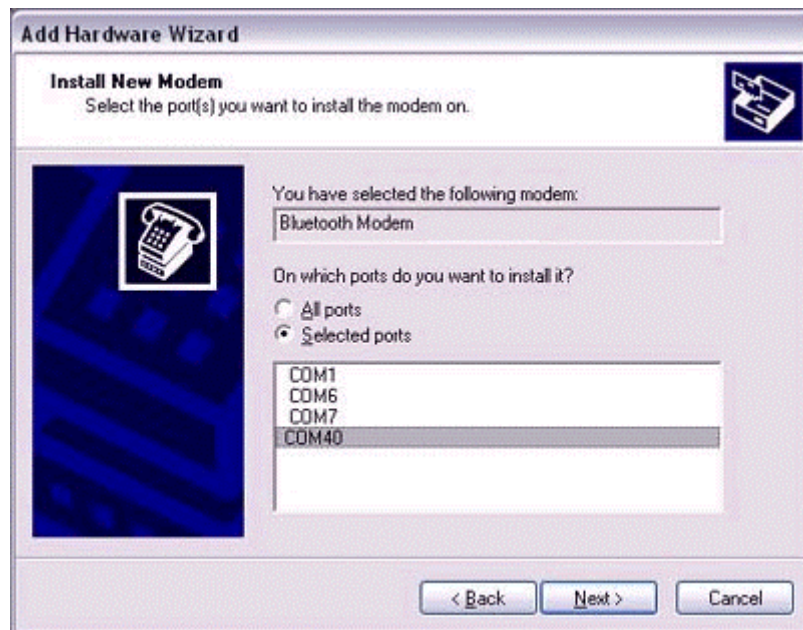 Add Hardware Wizard
Install New Modem
Select the port(s) you want to install the modem on.
You have selected the following modem:
Bluetooth Modem
On which ports do you want to install it?
All ports
Selected ports
COM1
COM6
COM7
COM40
< Back
Next >
Cancel